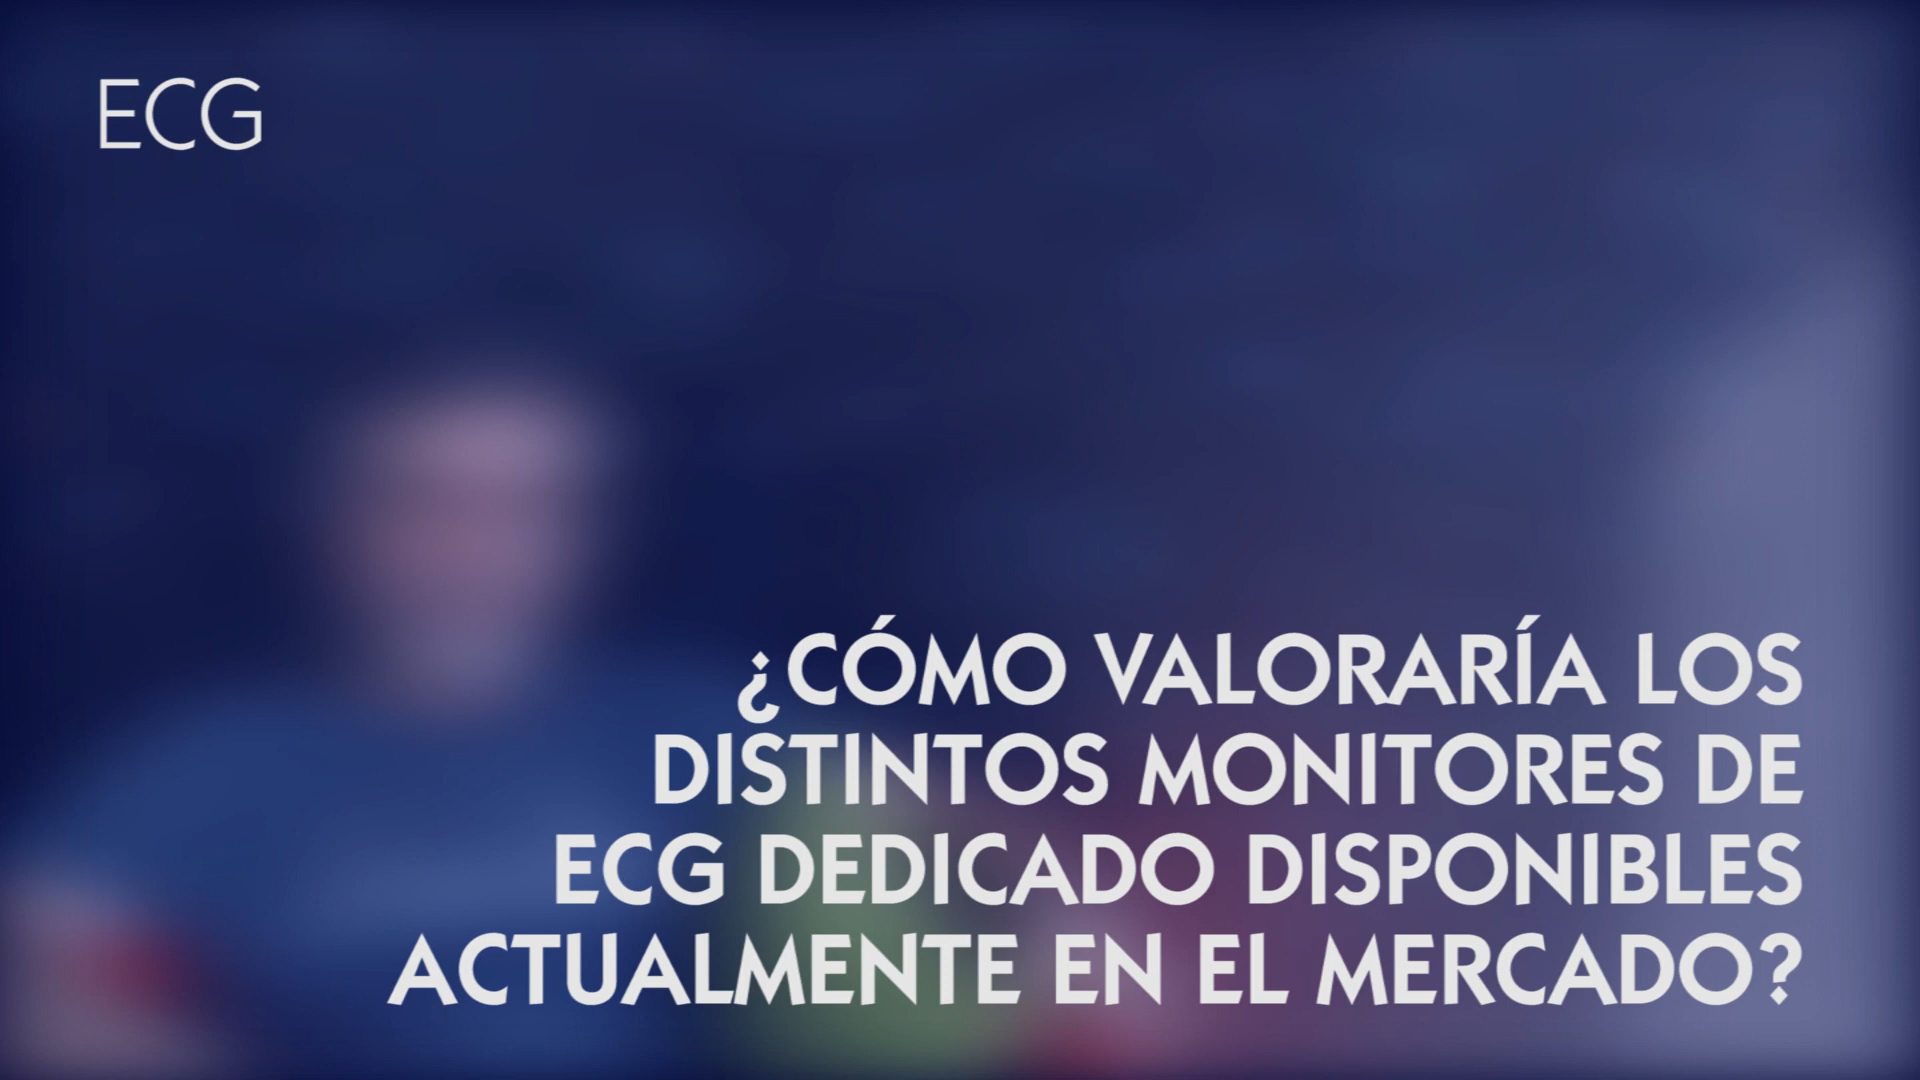 ECG
¿CÓMO VALORARÍA LOS
DISTINTOS MONITORES DE
ECG DEDICADO DISPONIBLES
ACTUALMENTE EN EL MERCADO?